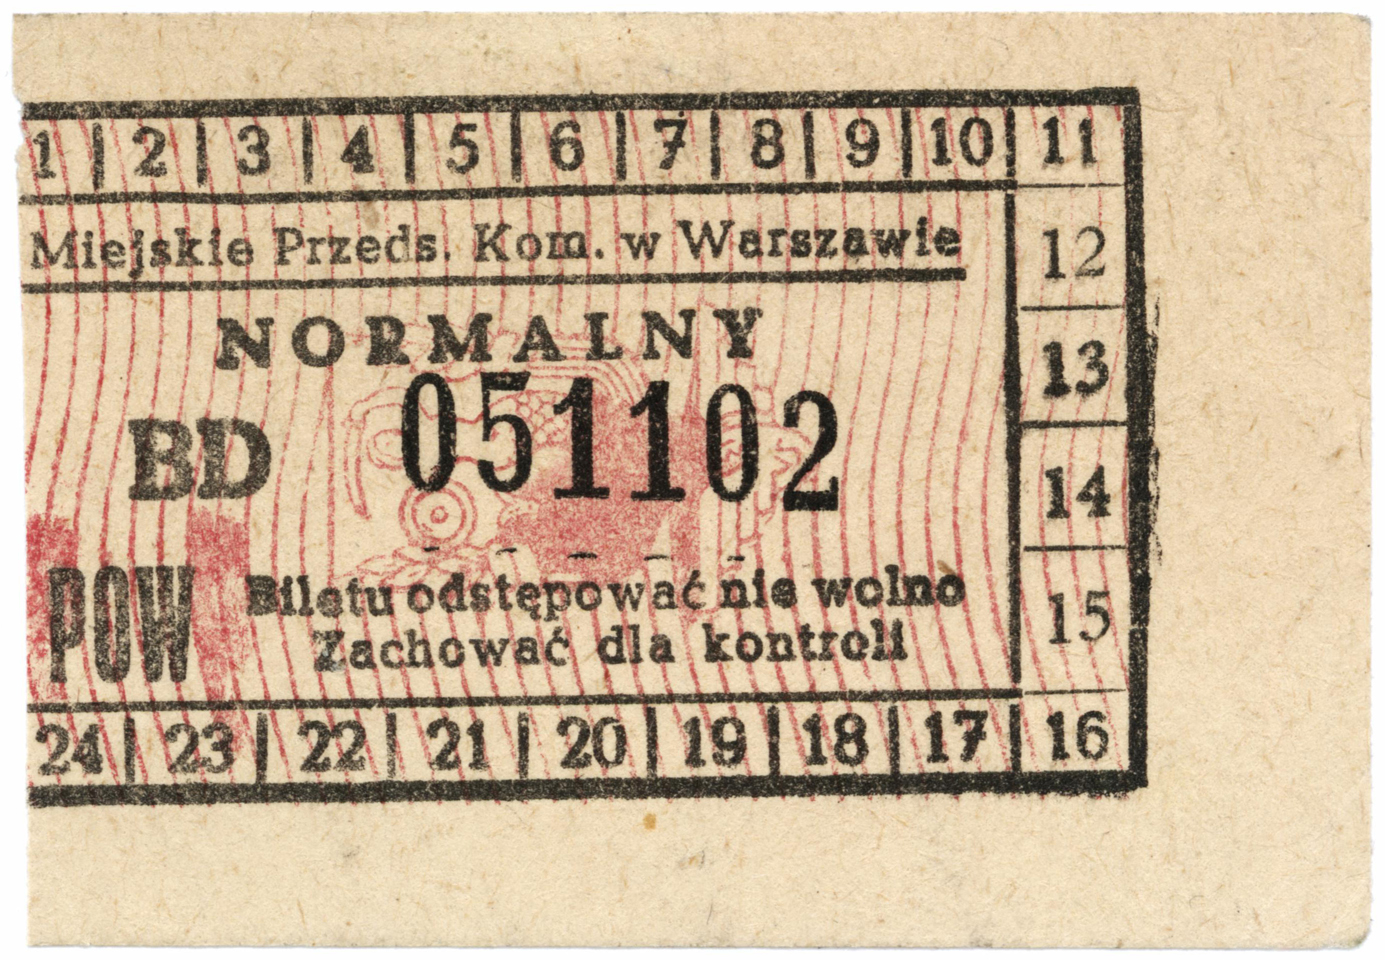 1 2 3 4 5 6 7 8 9 10 11
Miejskie Przeds. Kom. w Warszawie
12
NORMALNY
13
BD 051102
14
POW Biletu odstępować nie wolno
Zachować dla kontroli
15
24 23 22 21 20 19 18 17 16